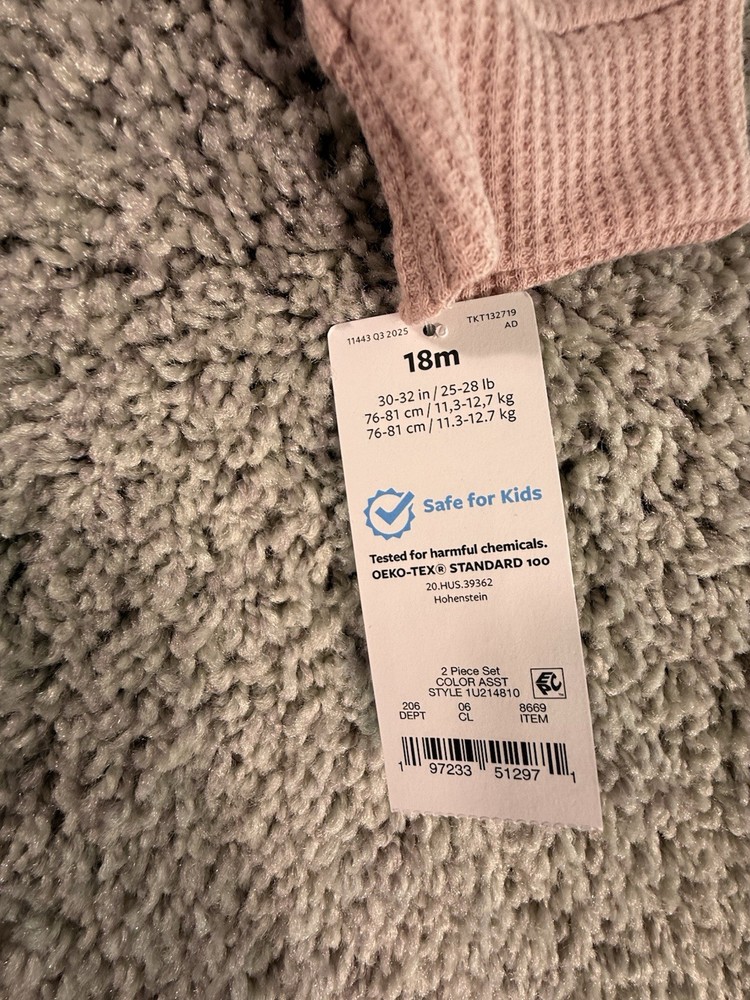 11443 Q3 2025 TKT132719
AD
18m
30-32 in / 25-28 lb
76-81 cm / 11,3-12,7 kg
76-81 cm / 11.3-12.7 kg
Safe for Kids
Tested for harmful chemicals.
OEKO-TEX® STANDARD 100
20.HUS.39362
Hohenstein
2 Piece Set
COLOR ASST
STYLE 1U214810
206 06 8669
DEPT CL ITEM
1 97233 51297 1